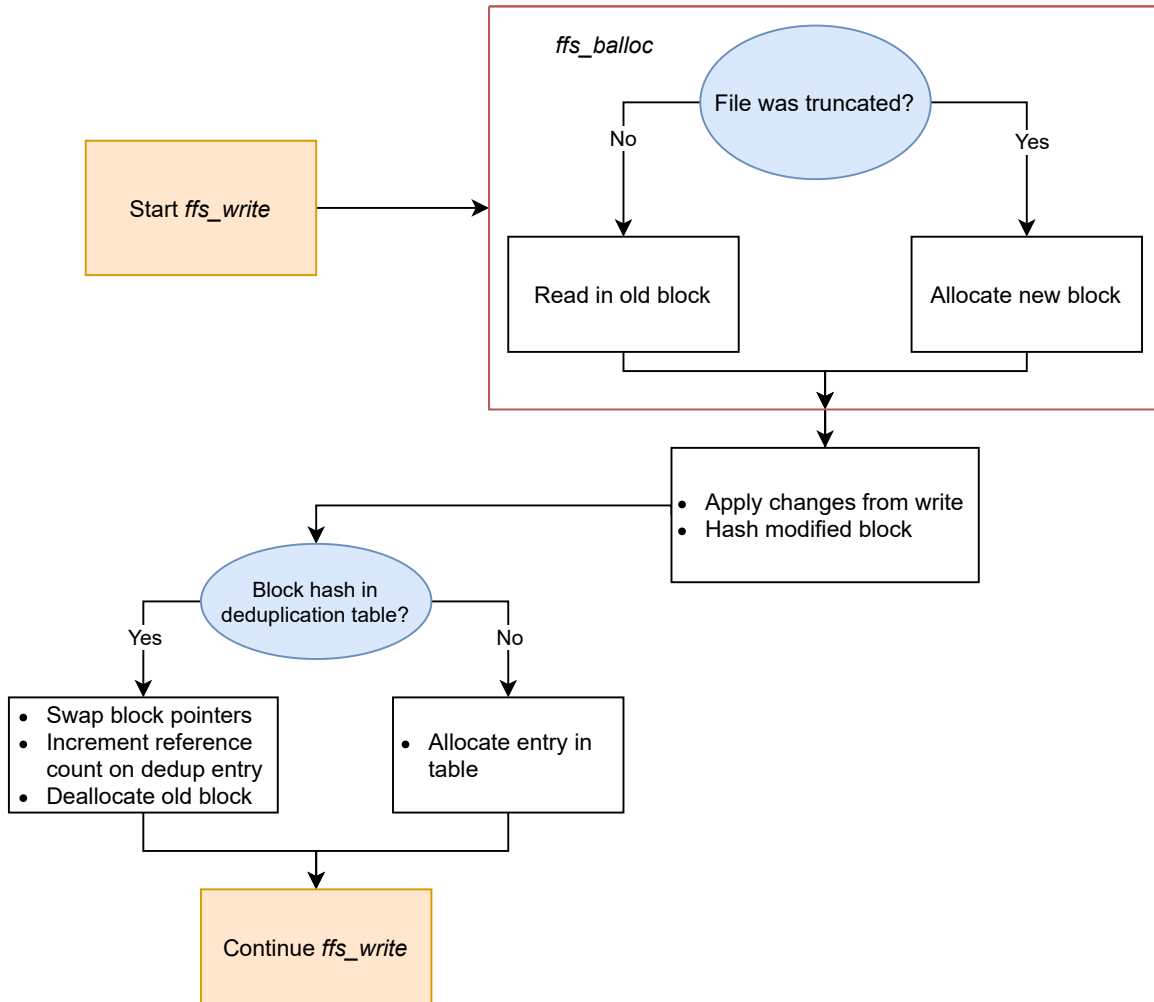 ffs_balloc
File was truncated?
No
Yes
Start ffs_write
Read in old block
Allocate new block
• Apply changes from write
• Hash modified block
Block hash in
deduplication table?
Yes
No
• Swap block pointers
• Increment reference
count on dedup entry
• Deallocate old block
• Allocate entry in
table
Continue ffs_write